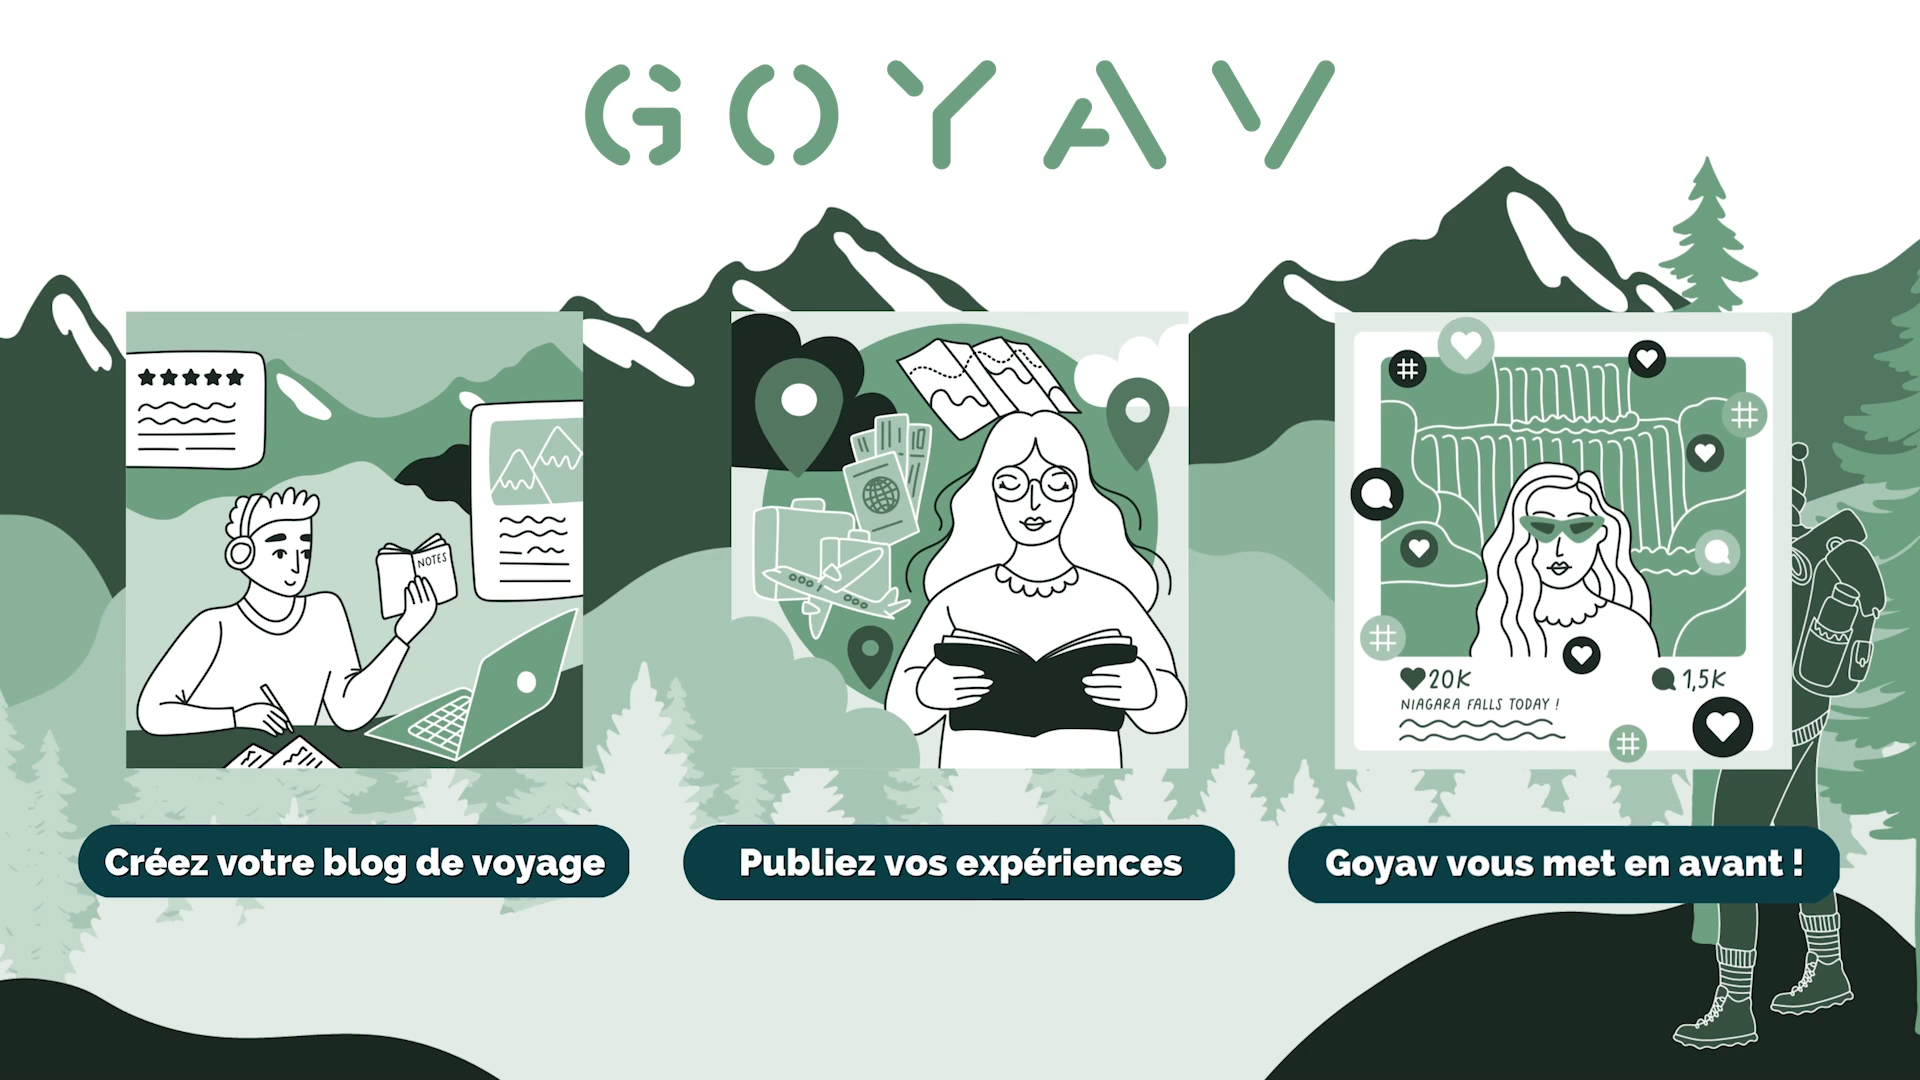 GOYAV
NOTES
20K
1,5K
NIAGARA FALLS TODAY !
Créez votre blog de voyage
Publiez vos expériences
Goyav vous met en avant !